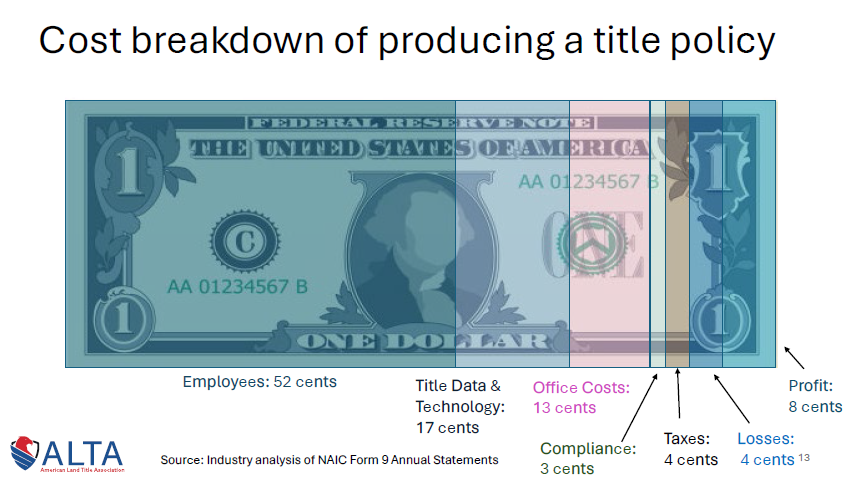 Cost breakdown of producing a title policy
FEDERAL RESERVE NOTE
THE UNITED STATES OF AMERICA
1
1
AA 01234567 B
C
ONE
AA 01234567 B
1
1
ONE DOLLAR
Employees: 52 cents
Title Data &
Technology:
17 cents
Office Costs:
13 cents
Compliance:
3 cents
Taxes:
4 cents
Losses:
4 cents 13
Profit:
8 cents
ALTA
American Land Title Association
Source: Industry analysis of NAIC Form 9 Annual Statements